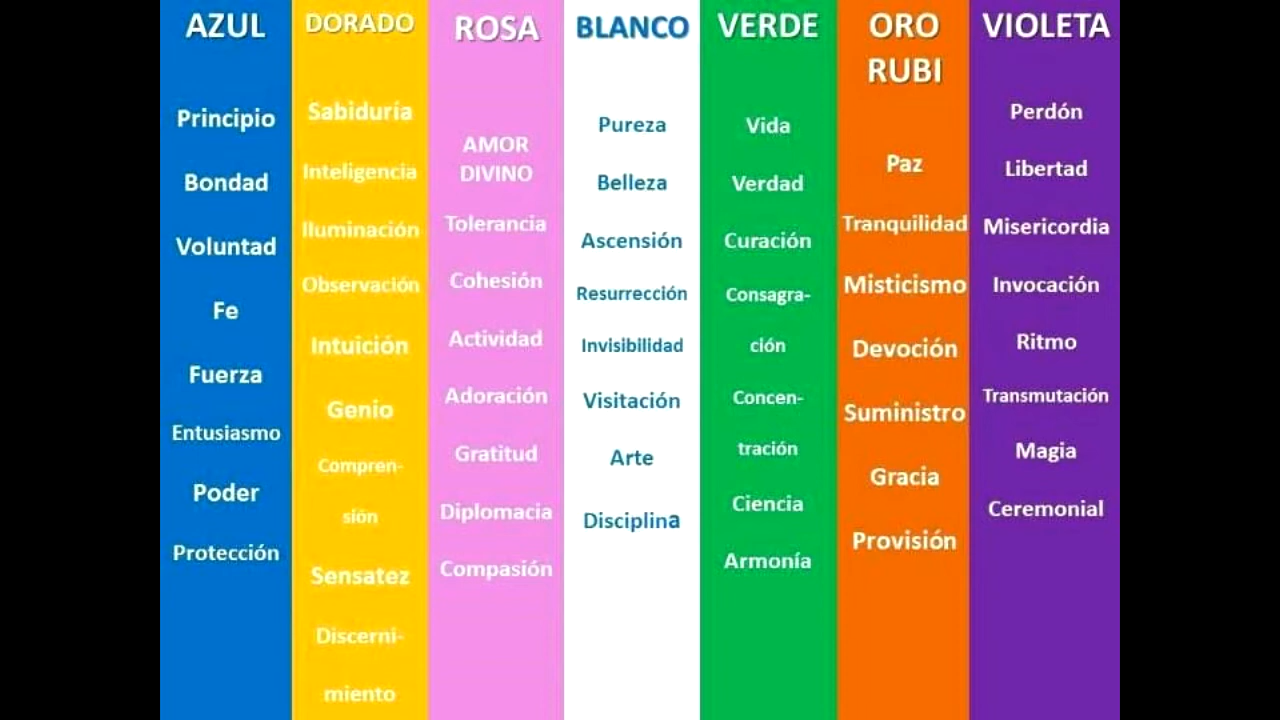 AZUL
Principio
Bondad
Voluntad
Fe
Fuerza
Entusiasmo
Poder
Protección
DORADO
Sabiduría
Inteligencia
Iluminación
Observación
Intuición
Genio
Compren-
sión
Sensatez
Discerni-
miento
ROSA
AMOR
DIVINO
Tolerancia
Cohesión
Actividad
Adoración
Gratitud
Diplomacia
Compasión
BLANCO
Pureza
Belleza
Ascensión
Resurrección
Invisibilidad
Visitación
Arte
Disciplina
VERDE
Vida
Verdad
Curación
Consagra-
ción
Concen-
tración
Ciencia
Armonía
ORO
RUBI
Paz
Tranquilidad
Misticismo
Devoción
Suministro
Gracia
Provisión
VIOLETA
Perdón
Libertad
Misericordia
Invocación
Ritmo
Transmutación
Magia
Ceremonial